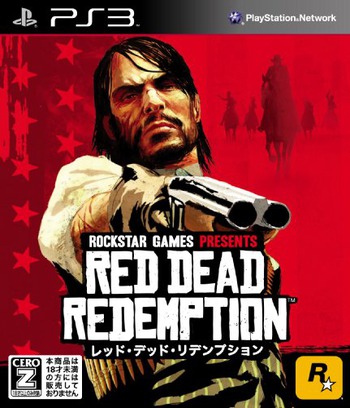 PS3
PlayStation®Network
ROCKSTAR GAMES PRESENTS
RED DEAD
REDEMPTION™
レッド・デッド・リデンプション
CERO
Z
本商品は
18才未満
の方には
販売して
おりません。
R★